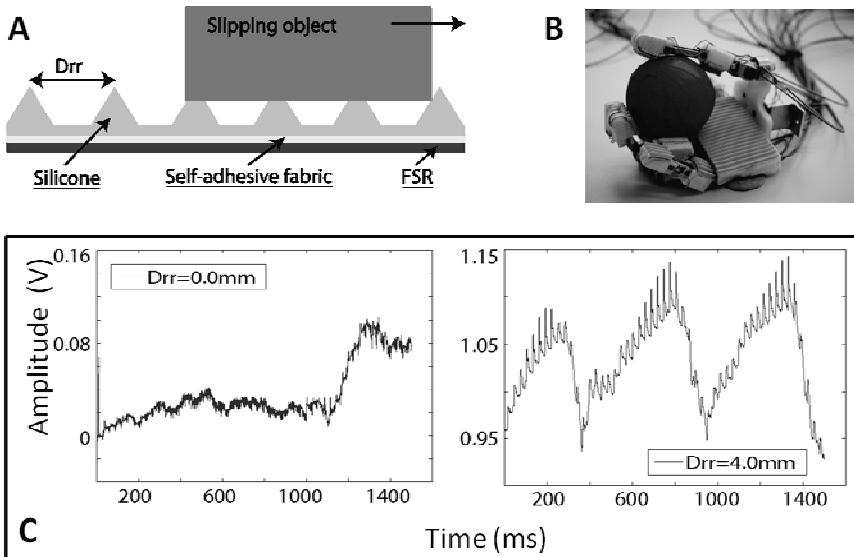 A
Slipping object
Drr
Silicone
Self-adhesive fabric
FSR
B
0.16
0.08
0
Amplitude (V)
Drr=0.0mm
200
600
1000
1400
1.15
1.05
0.95
Drr=4.0mm
200
600
1000
1400
C
Time (ms)